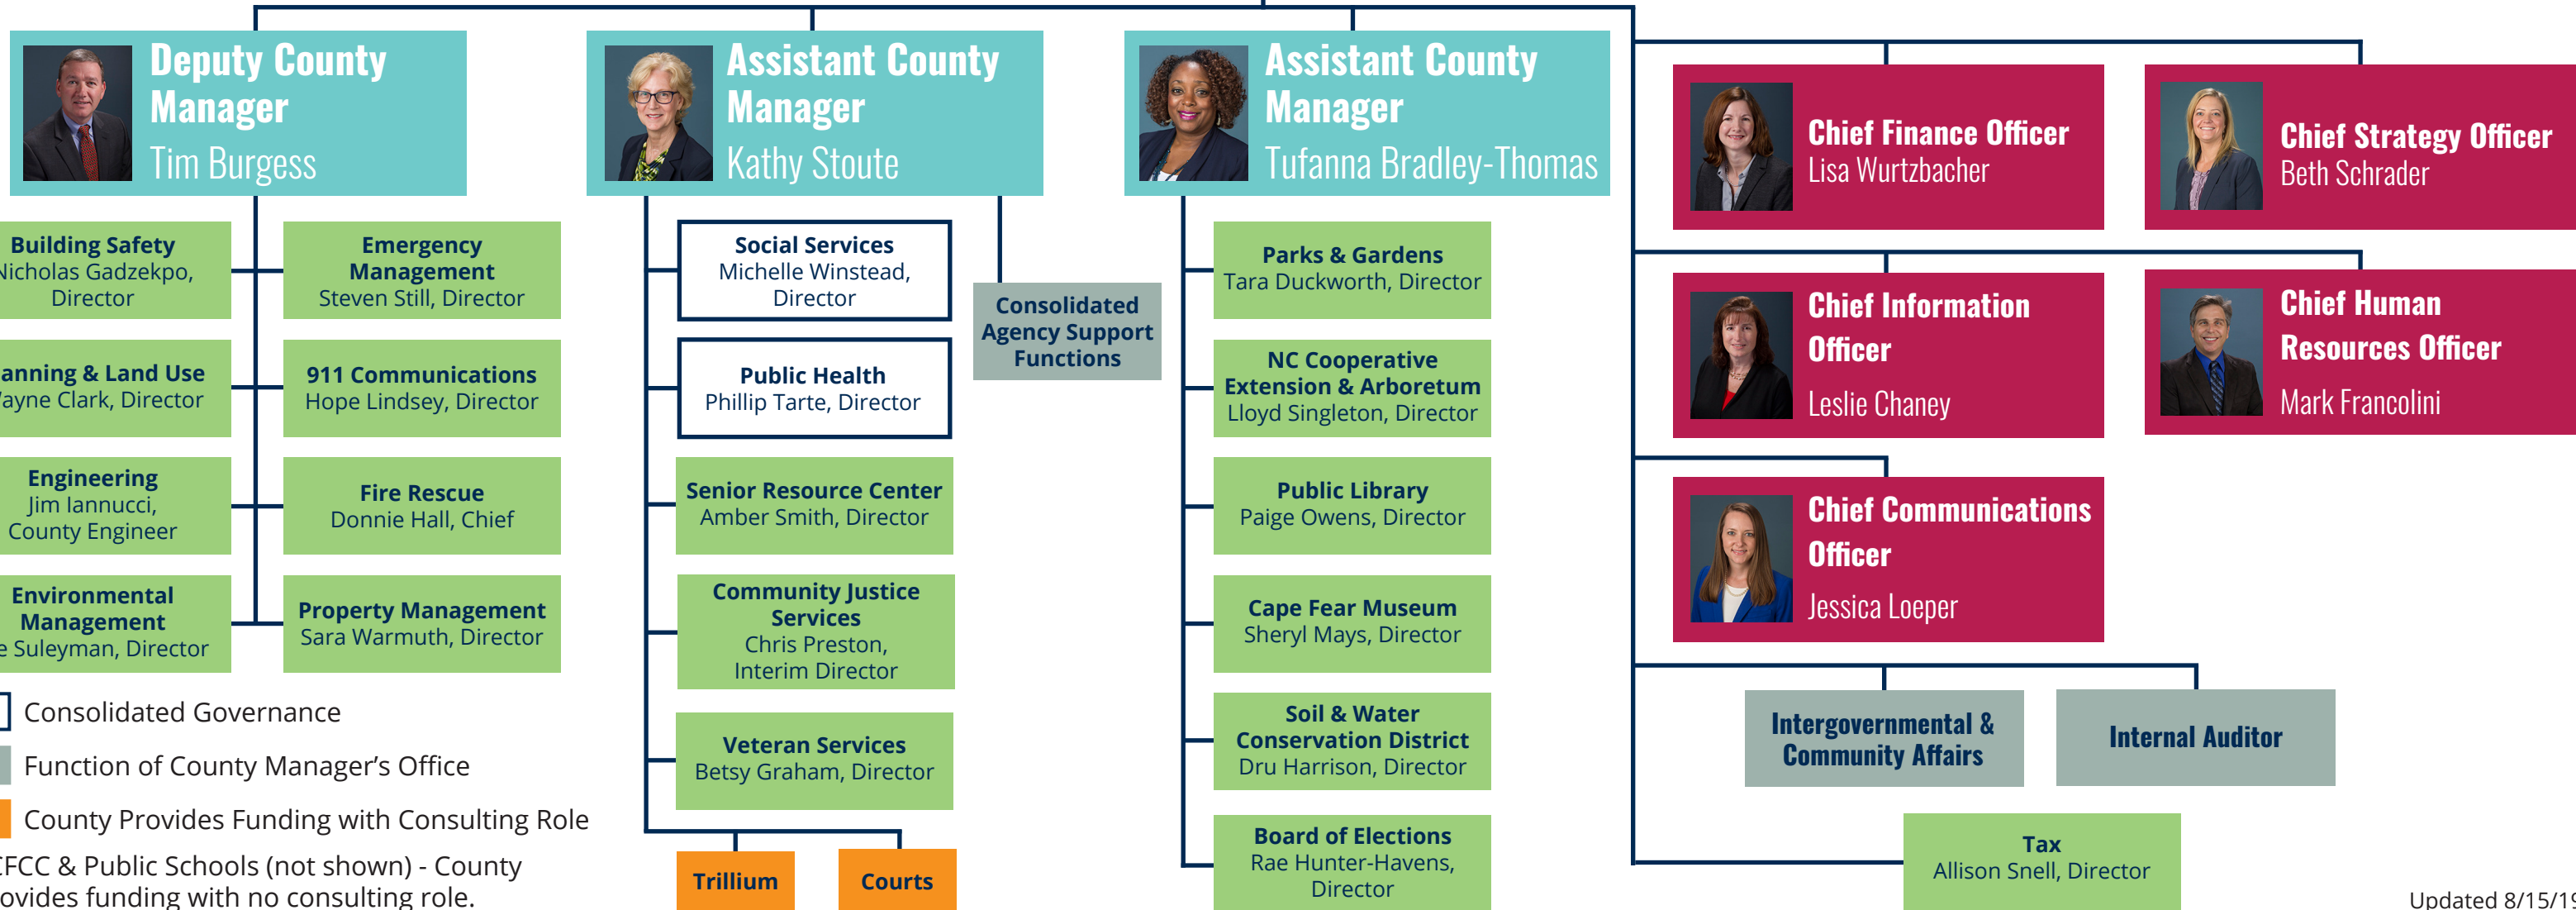 Deputy County
Manager
Tim Burgess
Assistant County
Manager
Kathy Stoute
Assistant County
Manager
Tufanna Bradley-Thomas
Chief Finance Officer
Lisa Wurtzbacher
Chief Strategy Officer
Beth Schrader
Chief Information
Officer
Leslie Chaney
Chief Human
Resources Officer
Mark Francolini
Chief Communications
Officer
Jessica Loeper
Building Safety
Nicholas Gadzekpo,
Director
anning & Land Use
ayne Clark, Director
Engineering
Jim Iannucci,
County Engineer
Environmental
Management
e Suleyman, Director
Emergency
Management
Steven Still, Director
911 Communications
Hope Lindsey, Director
Fire Rescue
Donnie Hall, Chief
Property Management
Sara Warmuth, Director
Social Services
Michelle Winstead,
Director
Public Health
Phillip Tarte, Director
Senior Resource Center
Amber Smith, Director
Community Justice
Services
Chris Preston,
Interim Director
Veteran Services
Betsy Graham, Director
Trillium
Courts
Consolidated
Agency Support
Functions
Parks & Gardens
Tara Duckworth, Director
NC Cooperative
Extension & Arboretum
Lloyd Singleton, Director
Public Library
Paige Owens, Director
Cape Fear Museum
Sheryl Mays, Director
Soil & Water
Conservation District
Dru Harrison, Director
Board of Elections
Rae Hunter-Havens,
Director
Intergovernmental &
Community Affairs
Internal Auditor
Tax
Allison Snell, Director
Consolidated Governance
Function of County Manager's Office
County Provides Funding with Consulting Role
CFCC & Public Schools (not shown) - County
ovides funding with no consulting role.
Updated 8/15/19